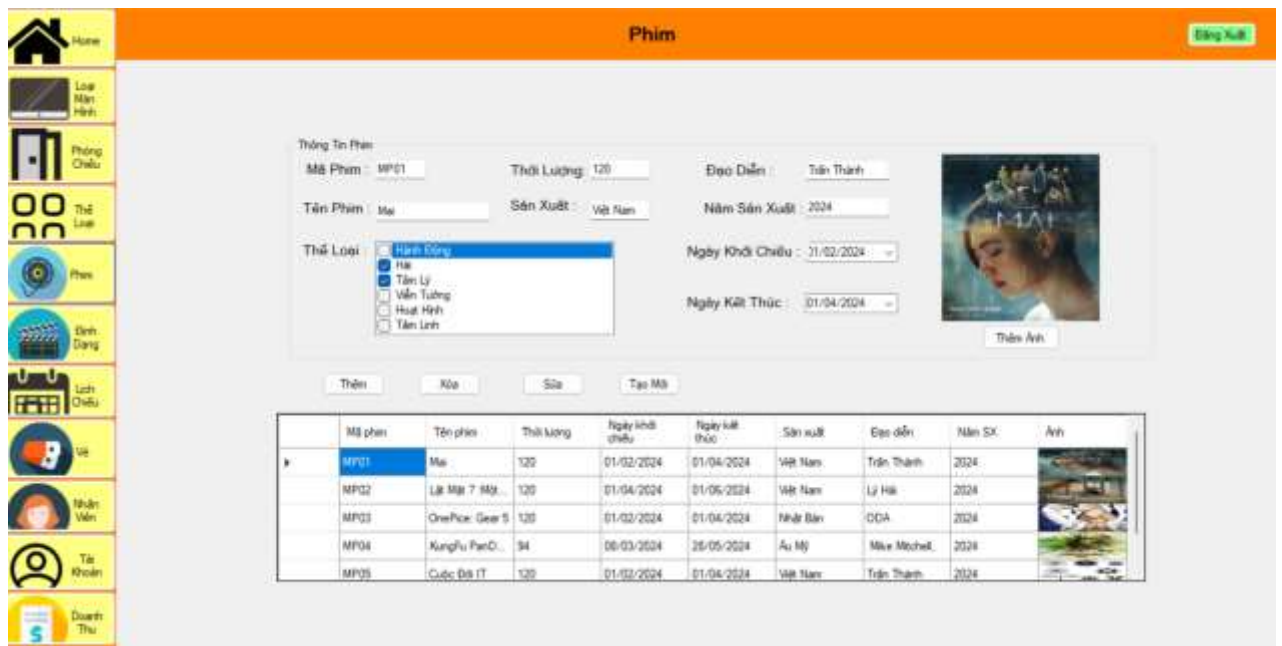 Home
Phim
Đăng Xuất
Loại
Màn
Hình
Phòng
Chiếu
Thể
Loại
Phim
Định
Dạng
Lịch
Chiếu
Vé
Nhân
Viên
Tài
Khoản
Doanh
Thu
Thông Tin Phim
Mã Phim : MP01 Thời Lượng: 120 Đạo Diễn : Trấn Thành
Tên Phim : Mai Sản Xuất : Việt Nam Năm Sản Xuất : 2024
Thể Loại : Hành Động
Hài
Tâm Lý
Viễn Tưởng
Hoạt Hình
Tâm Linh
Ngày Khởi Chiếu : 01/02/2024
Ngày Kết Thúc : 01/04/2024
MAI
Thêm Ảnh
Thêm Xóa Sửa Tạo Mới
Mã phim Tên phim Thời lượng Ngày khởi chiếu Ngày kết thúc Sản xuất Đạo diễn Năm SX Ảnh
MP01 Mai 120 01/02/2024 01/04/2024 Việt Nam Trấn Thành 2024
MP02 Lật Mặt 7 :Một... 120 01/04/2024 01/06/2024 Việt Nam Lý Hải 2024
MP03 OnePice: Gear 5 120 01/02/2024 01/04/2024 Nhật Bản ODA 2024
MP04 KungFu PanD... 94 08/03/2024 26/05/2024 Âu Mỹ Mike Mitchell, 2024
MP05 Cuộc Đời IT 120 01/02/2024 01/04/2024 Việt Nam Trấn Thành 2024